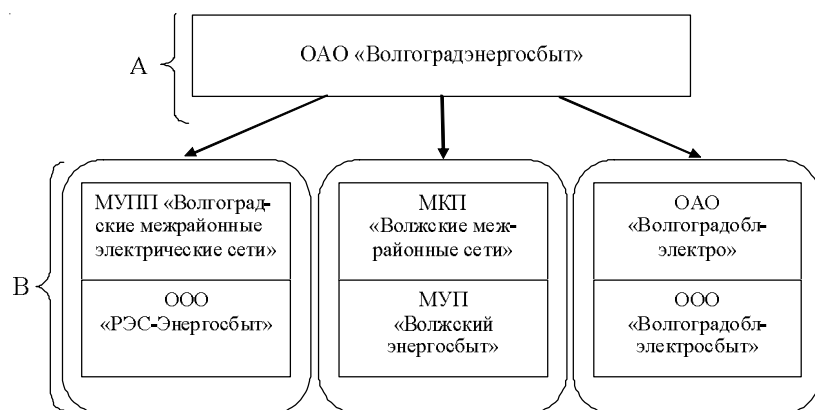 А
ОАО «Волгоградэнергосбыт»
В
МУПП «Волгоград-
ские межрайонные
электрические сети»
ООО
«РЭС-Энергосбыт»
МКП
«Волжские меж-
районные сети»
МУП
«Волжский
энергосбыт»
ОАО
«Волгоградобл-
электро»
ООО
«Волгоградобл-
электросбыт»